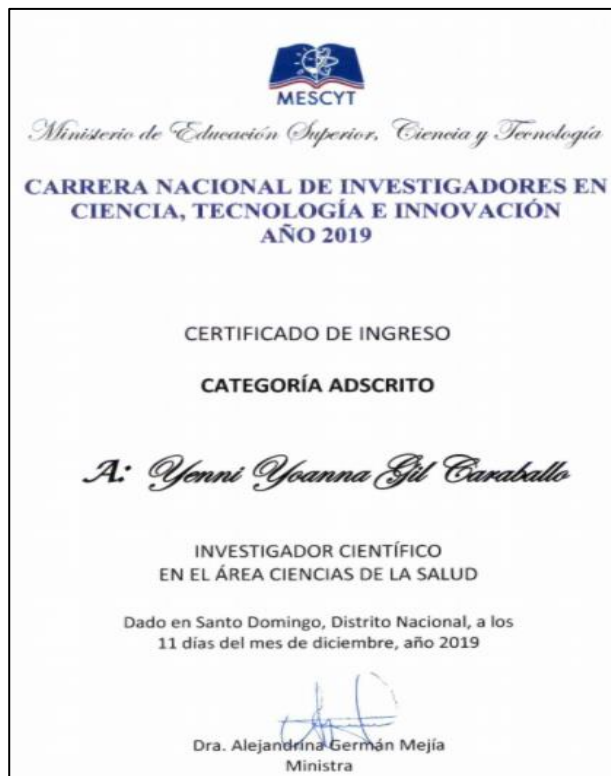 MESCYT
Ministerio de Educación Superior, Ciencia y Tecnología
CARRERA NACIONAL DE INVESTIGADORES EN
CIENCIA, TECNOLOGÍA E INNOVACIÓN
AÑO 2019
CERTIFICADO DE INGRESO
CATEGORÍA ADSCRITO
A: Yenni Yoanna Gil Caraballo
INVESTIGADOR CIENTÍFICO
EN EL ÁREA CIENCIAS DE LA SALUD
Dado en Santo Domingo, Distrito Nacional, a los
11 días del mes de diciembre, año 2019
Dra. Alejandrina Germán Mejía
Ministra